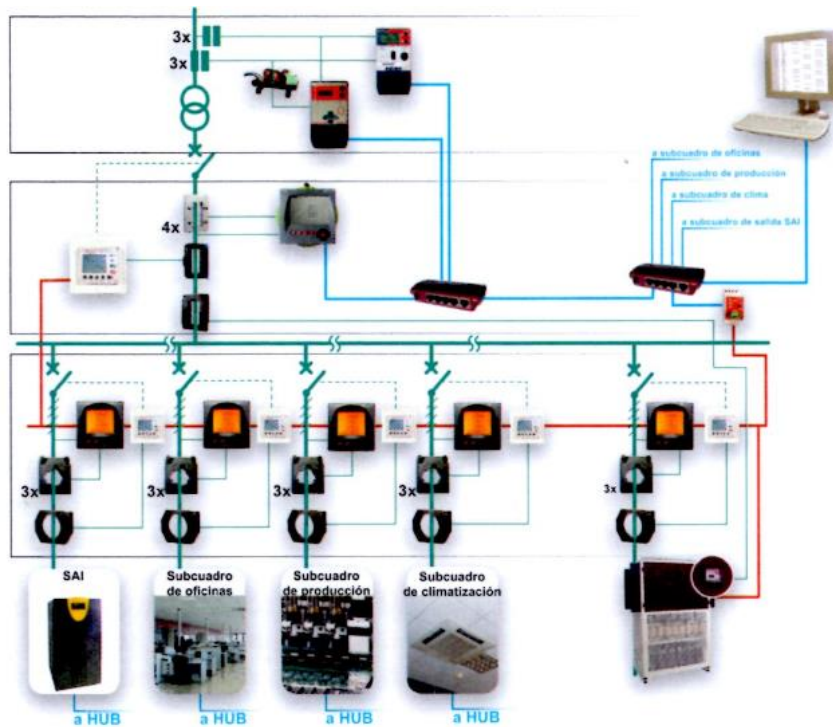 3x
3x
a subcuadro de oficinas
a subcuadro de producción
a subcuadro de clima
a subcuadro de salida SAI
4x
3x
3x
3x
3x
3x
SAI
Subcuadro
de oficinas
Subcuadro
de producción
Subcuadro
de climatización
a HUB
a HUB
a HUB
a HUB